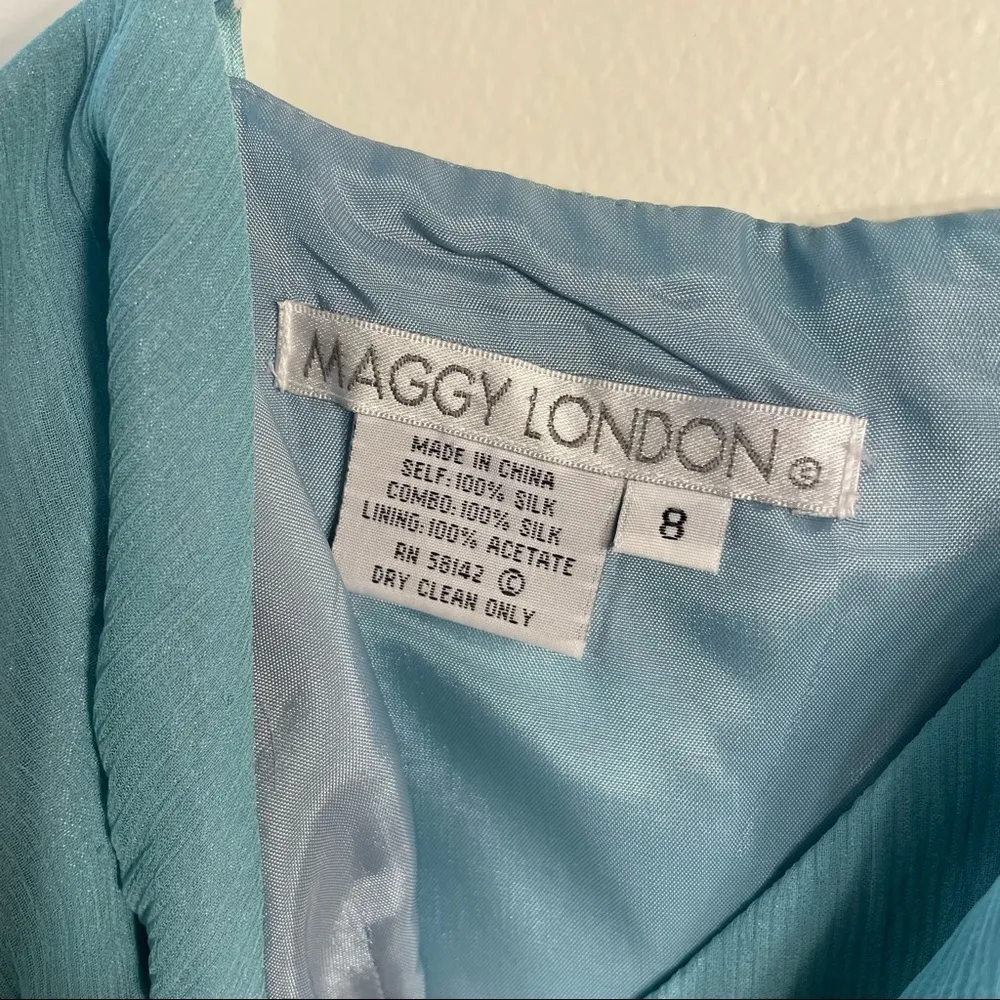 MAGGY LONDON ©
MADE IN CHINA
SELF: 100% SILK
COMBO: 100% SILK
LINING: 100% ACETATE
RN 58142 ©
DRY CLEAN ONLY
8